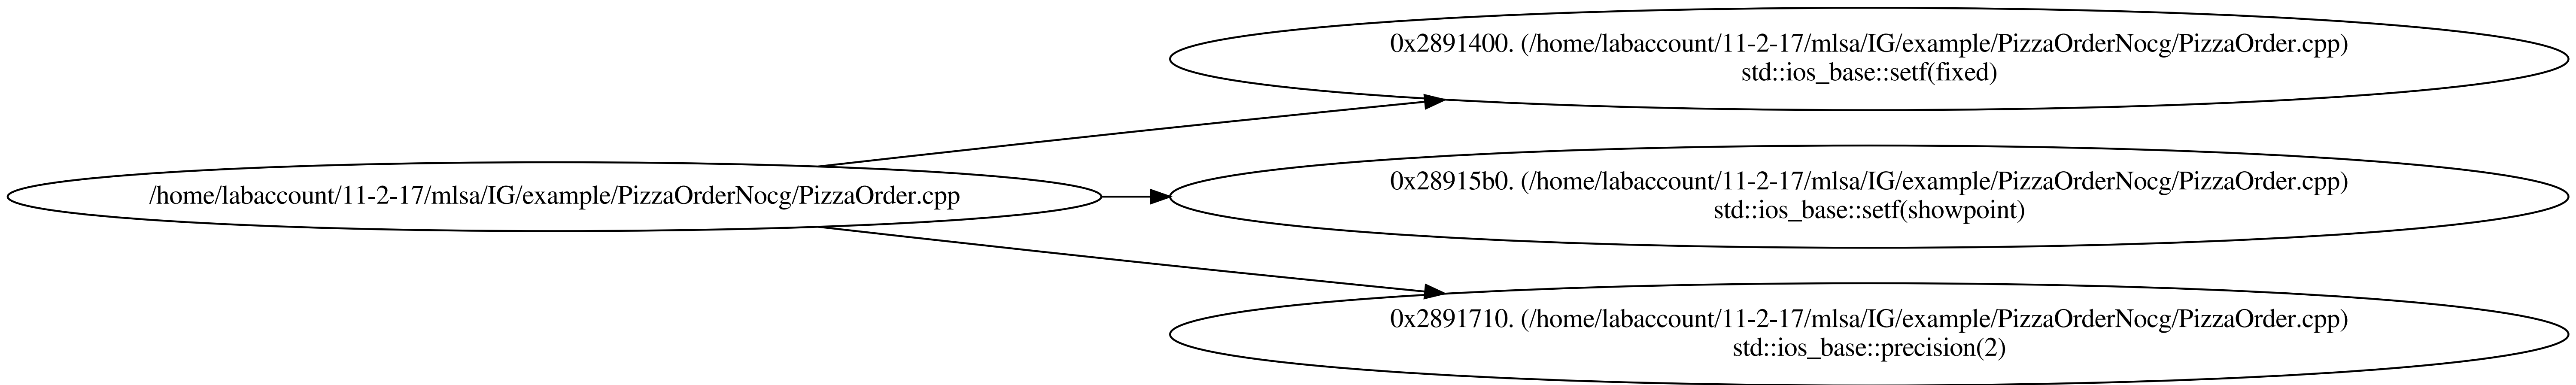 0x2891400. (/home/labaccount/11-2-17/mlsa/IG/example/PizzaOrderNocg/PizzaOrder.cpp)
std::ios_base::setf(fixed)
/home/labaccount/11-2-17/mlsa/IG/example/PizzaOrderNocg/PizzaOrder.cpp
0x28915b0. (/home/labaccount/11-2-17/mlsa/IG/example/PizzaOrderNocg/PizzaOrder.cpp)
std::ios_base::setf(showpoint)
0x2891710. (/home/labaccount/11-2-17/mlsa/IG/example/PizzaOrderNocg/PizzaOrder.cpp)
std::ios_base::precision(2)